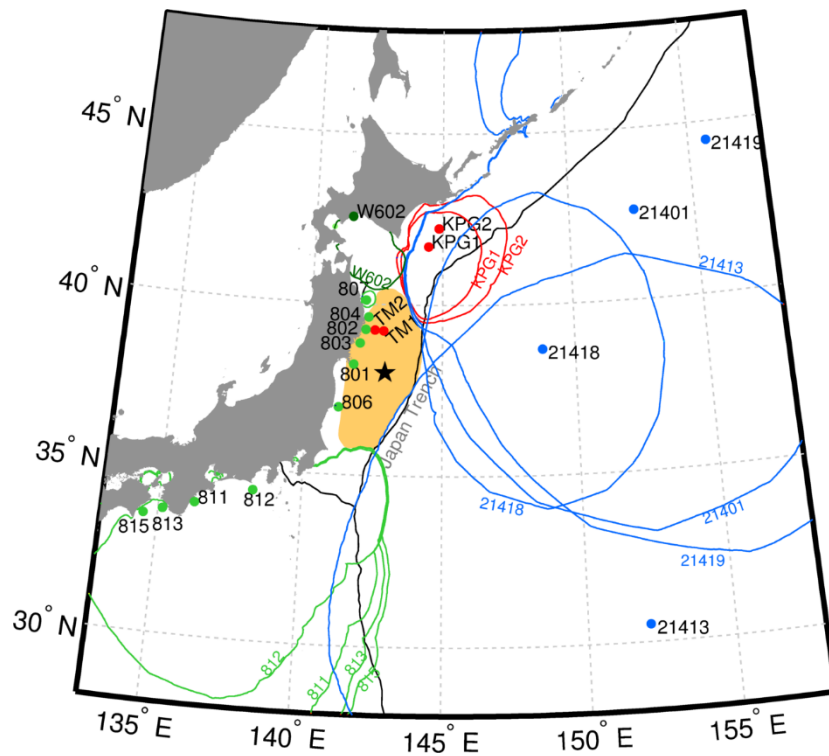 45° N
40° N
35° N
30° N
135° E
140° E
145° E
150° E
155° E
21419
21401
W602
KPG2
KPG1
KPG1
KPG2
21413
W602
807
804
TM2
802
TM1
803
801
806
21418
Japan Trench
811
812
815
813
21418
21401
21419
21413
812
811
813
815